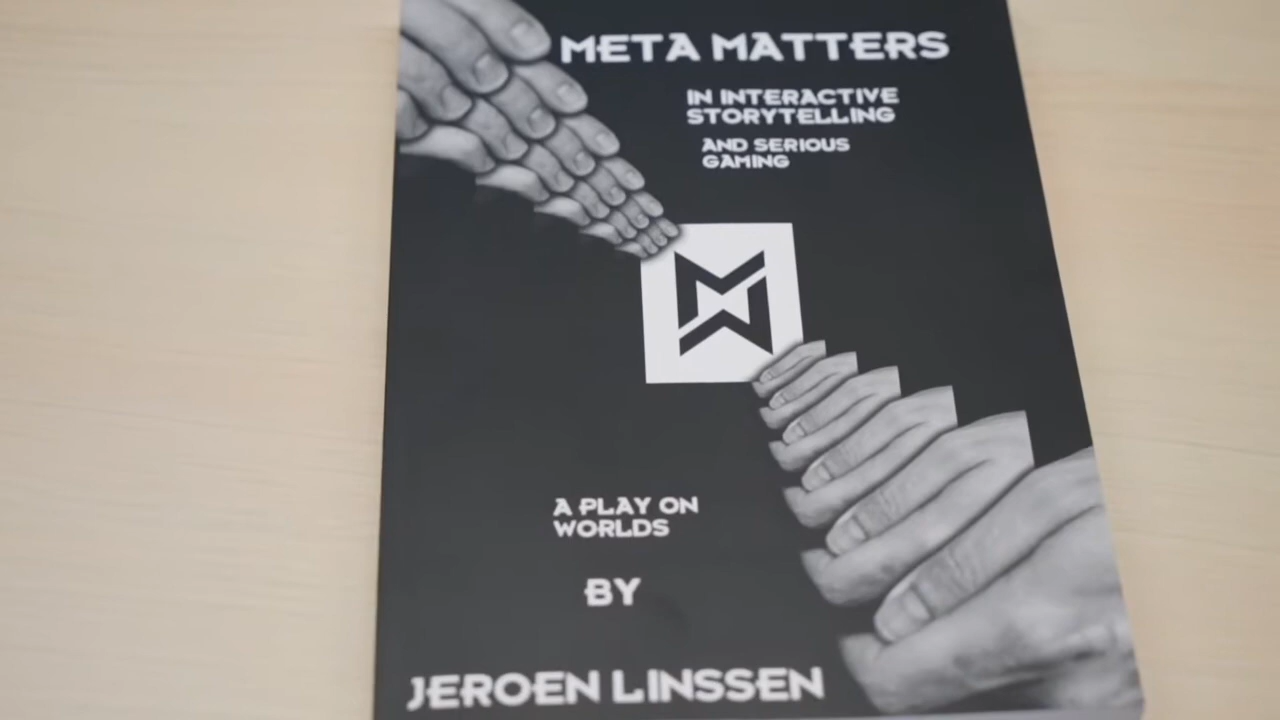 META MATTERS
IN INTERACTIVE
STORYTELLING
AND SERIOUS
GAMING
A PLAY ON
WORLDS
BY
JEROEN LINSSEN